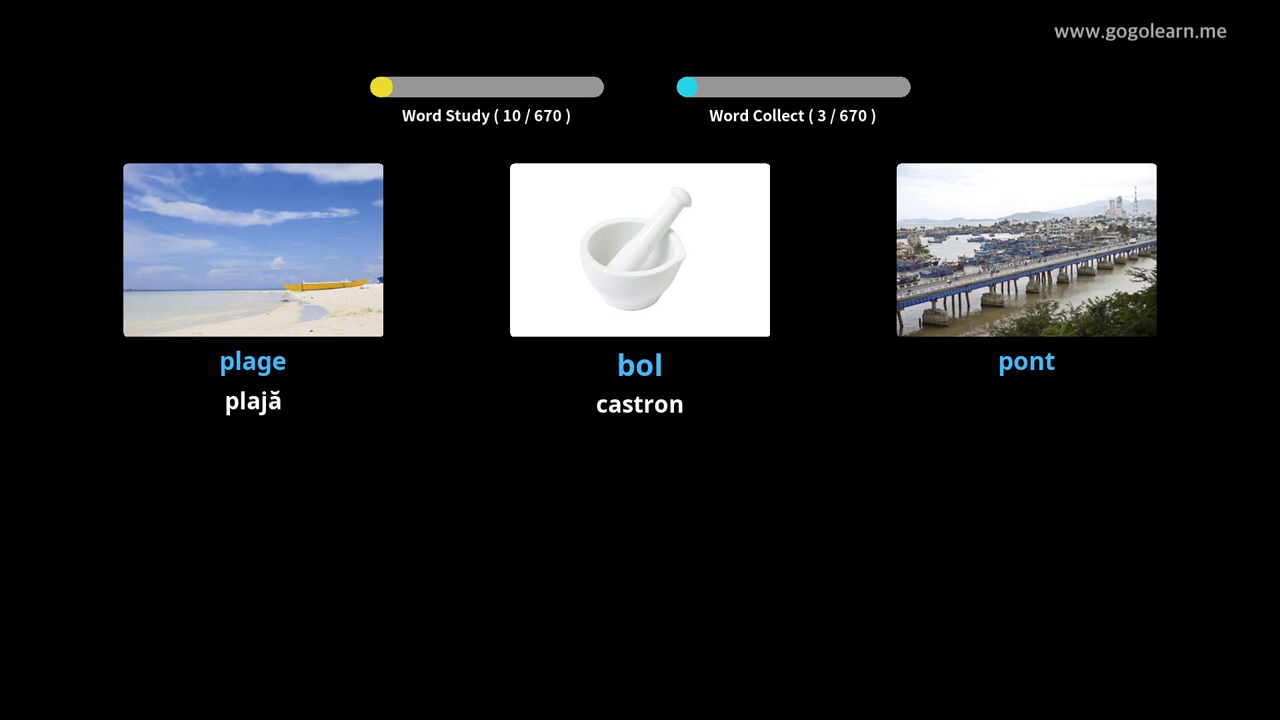 www.gogolearn.me
Word Study ( 10 / 670 )
Word Collect ( 3 / 670 )
plage
plajă
bol
castron
pont